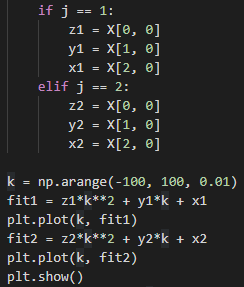 if j == 1:
z1 = X[0, 0]
y1 = X[1, 0]
x1 = X[2, 0]
elif j == 2:
z2 = X[0, 0]
y2 = X[1, 0]
x2 = X[2, 0]
k = np.arange(-100, 100, 0.01)
fit1 = z1*k**2 + y1*k + x1
plt.plot(k, fit1)
fit2 = z2*k**2 + y2*k + x2
plt.plot(k, fit2)
plt.show()